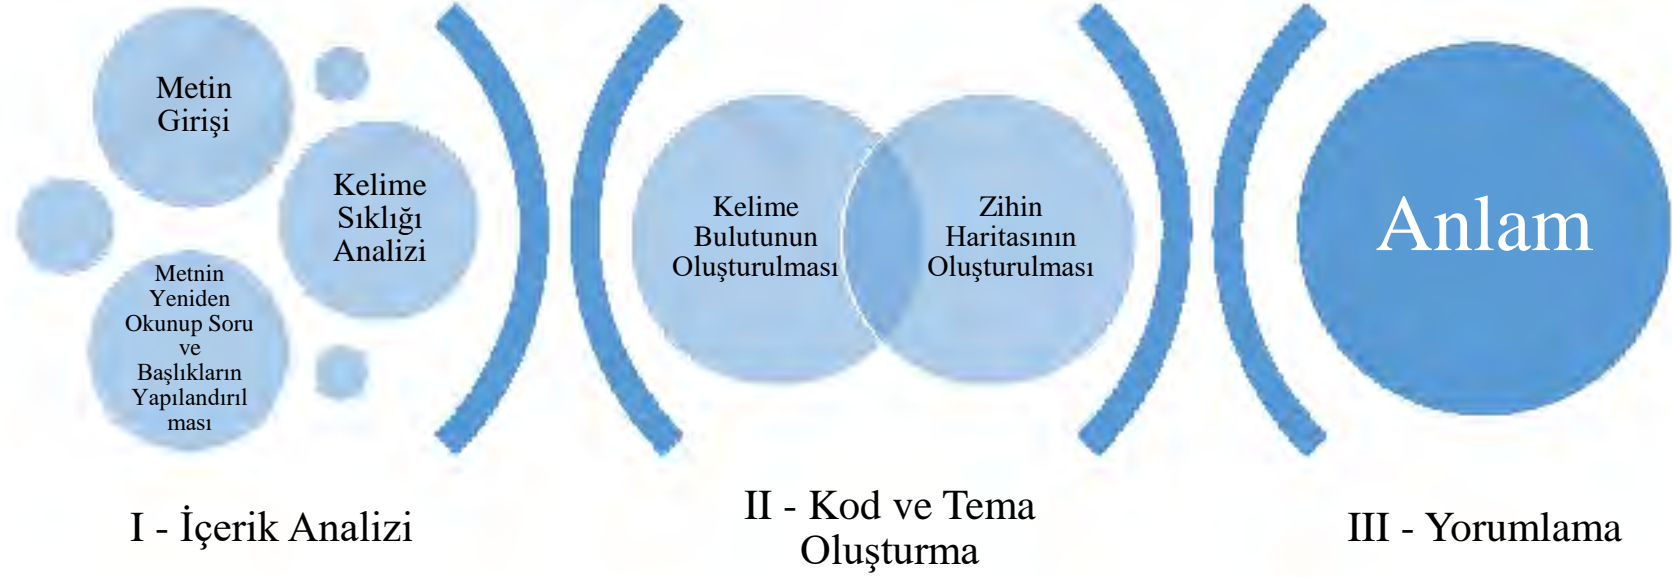 Metin
Girişi
Kelime
Sıklığı
Analizi
Metnin
Yeniden
Okunup Soru
ve
Başlıkların
Yapılandırıl
ması
I - İçerik Analizi
Kelime
Bulutunun
Oluşturulması
Zihin
Haritasının
Oluşturulması
II - Kod ve Tema
Oluşturma
Anlam
III - Yorumlama